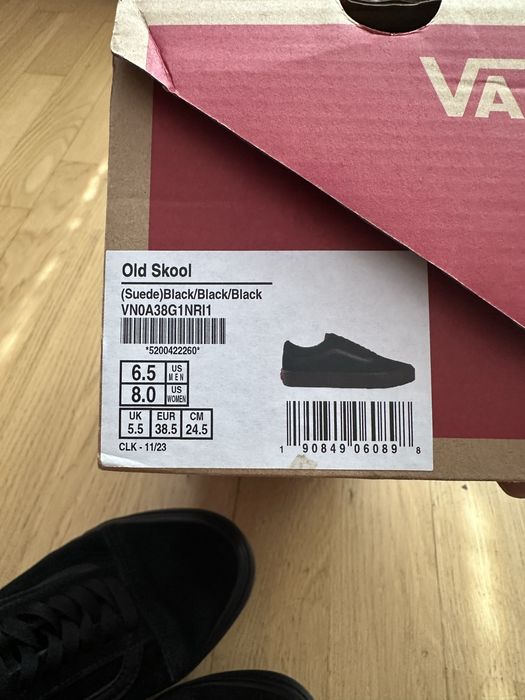 VA
Old Skool
(Suede)Black/Black/Black
VN0A38G1NRI1
*5200422260*
6.5 US MEN
8.0 US WOMEN
UK EUR CM
5.5 38.5 24.5
CLK - 11/23
1 90849 06089 8